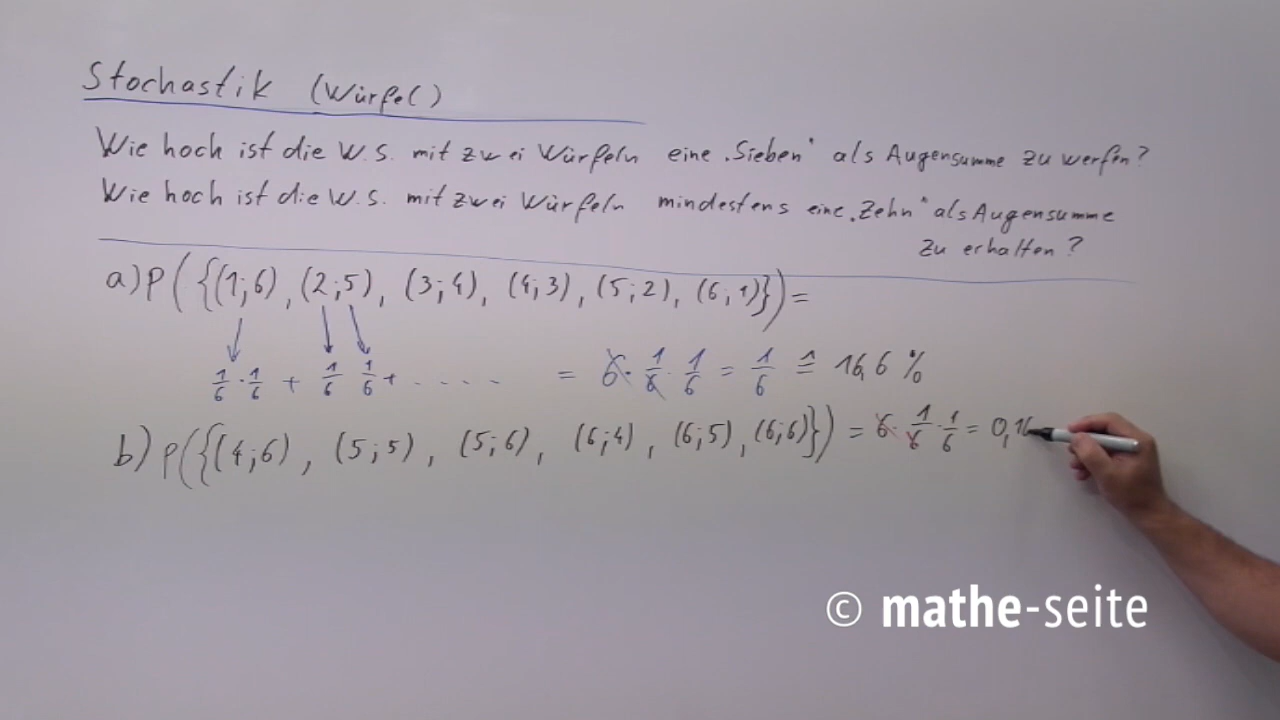 Stochastik (Würfel)
Wie hoch ist die W.S. mit zwei Würfeln eine „Sieben" als Augensumme zu werfen?
Wie hoch ist die W.S. mit zwei Würfeln mindestens eine „Zehn" als Augensumme
zu erhalten?
a) P({(1;6), (2;5), (3;4), (4;3), (5;2), (6;1)}) =
1/6 · 1/6 + 1/6 1/6 + ..... = 6 · 1/6 · 1/6 = 1/6 ≙ 16,6 %
b) P({(4;6), (5;5), (5;6), (6;4), (6;5), (6;6)}) = 6 · 1/6 · 1/6 = 0,16
© mathe-seite